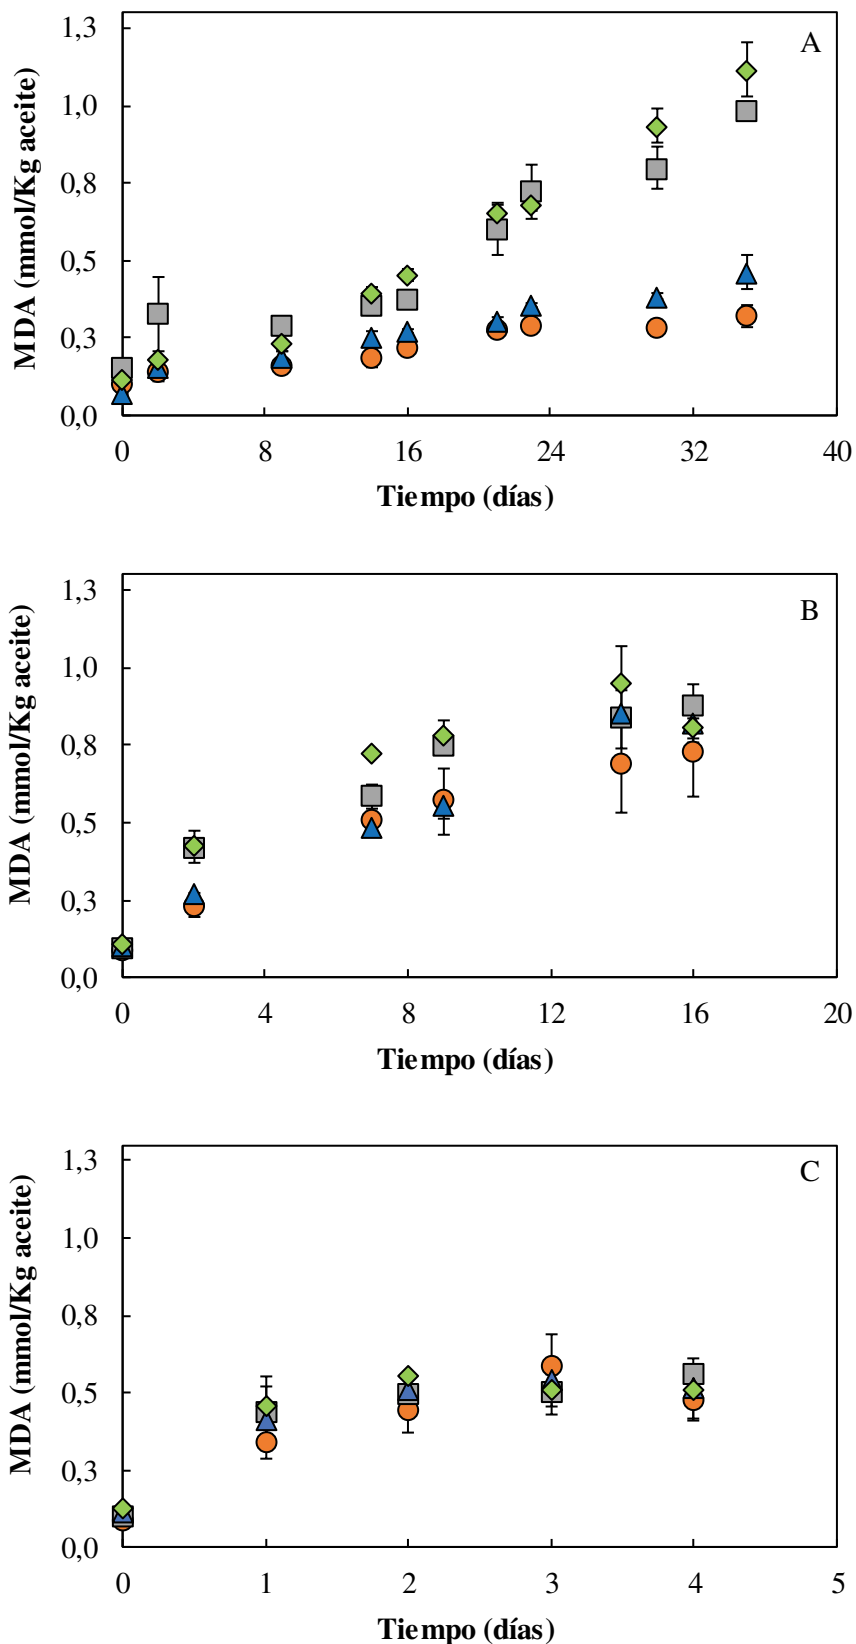 A
MDA (mmol/Kg aceite)
1,3
1,0
0,8
0,5
0,3
0,0
0 8 16 24 32 40
Tiempo (días)
B
MDA (mmol/Kg aceite)
1,3
1,0
0,8
0,5
0,3
0,0
0 4 8 12 16 20
Tiempo (días)
C
MDA (mmol/Kg aceite)
1,3
1,0
0,8
0,5
0,3
0,0
0 1 2 3 4 5
Tiempo (días)